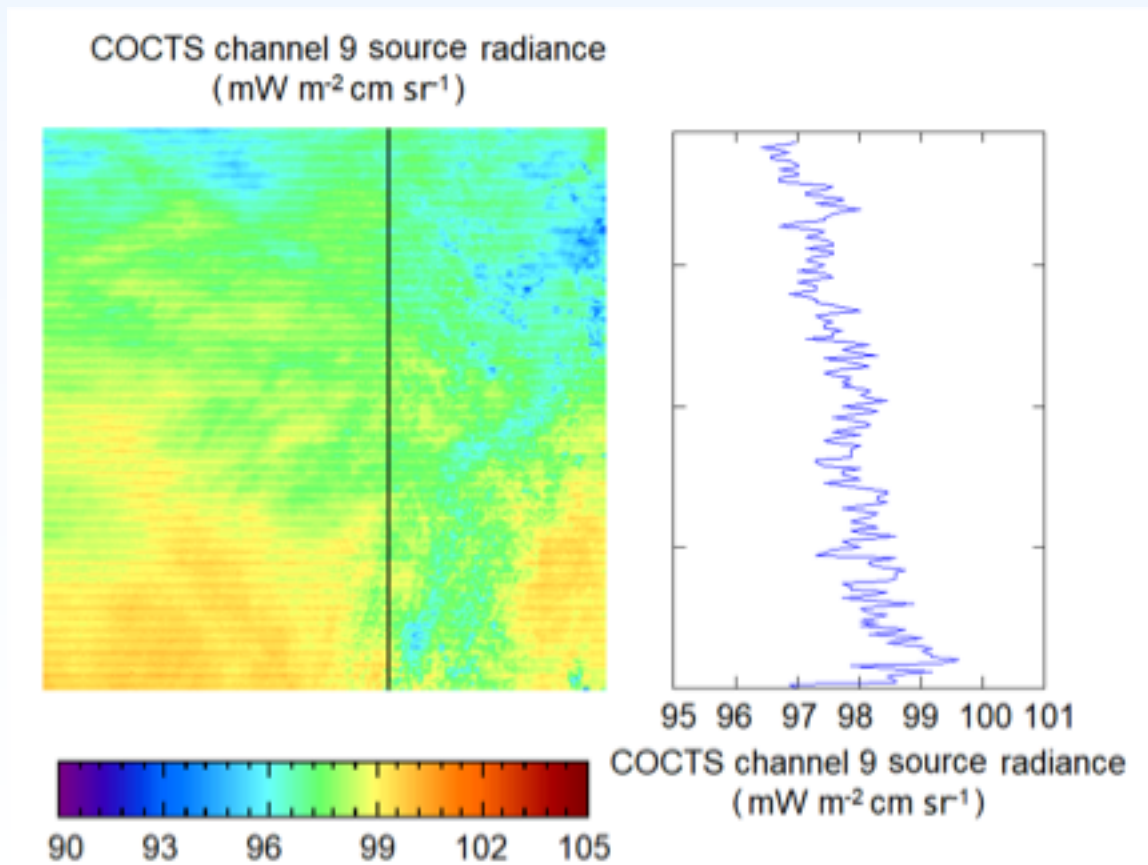 COCTS channel 9 source radiance
(mW m⁻² cm sr⁻¹)
95 96 97 98 99 100 101
COCTS channel 9 source radiance
(mW m⁻² cm sr⁻¹)
90 93 96 99 102 105